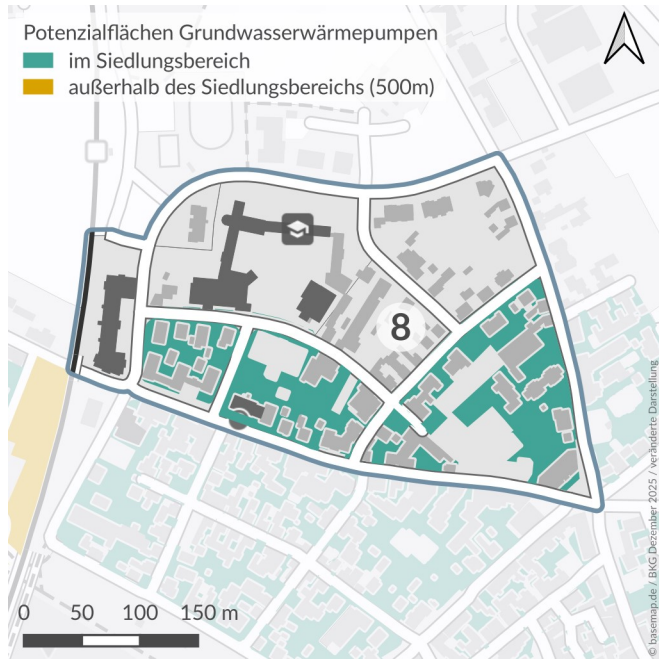 Potenzialflächen Grundwasserwärmepumpen
im Siedlungsbereich
außerhalb des Siedlungsbereichs (500m)
8
0 50 100 150 m
© basemap.de / BKG Dezember 2025 / veränderte Darstellung